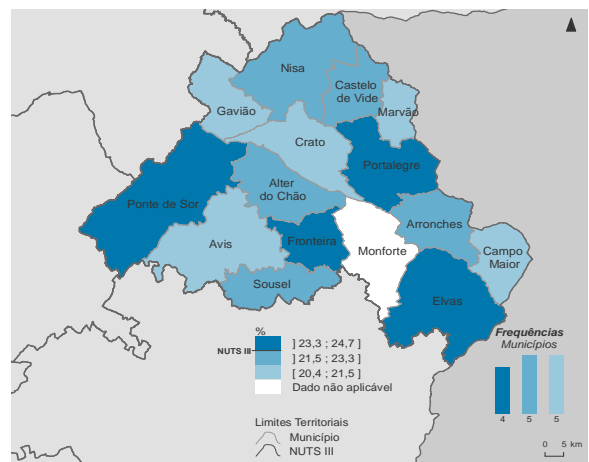 Nisa
Castelo
de Vide
Gavião
Marvão
Crato
Portalegre
Alter
do Chão
Ponte de Sor
Arronches
Avis
Fronteira
Monforte
Campo
Maior
Sousel
Elvas
%
] 23,3 ; 24,7 ]
NUTS III
] 21,5 ; 23,3 ]
[ 20,4 ; 21,5 ]
Dado não aplicável
Limites Territoriais
Município
NUTS III
Frequências
Municípios
4 5 5
0 5 km